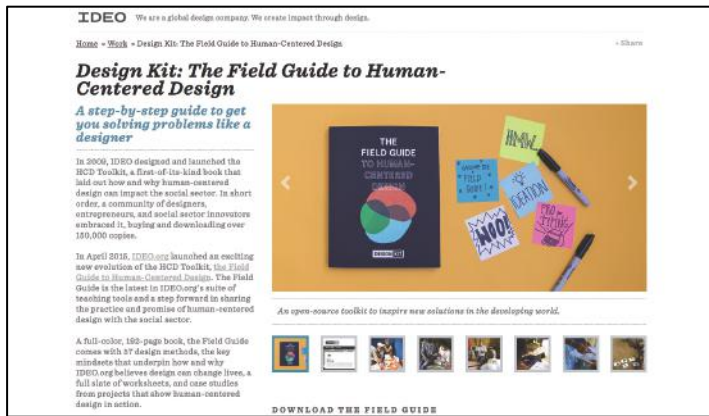 IDEO We are a global design company. We create impact through design.
Home » Work » Design Kit: The Field Guide to Human-Centered Design
» Share
Design Kit: The Field Guide to Human-
Centered Design
A step-by-step guide to get
you solving problems like a
designer
In 2009, IDEO designed and launched the
HCD Toolkit, a first-of-its-kind book that
laid out how and why human-centered
design can impact the social sector. In short
order, a community of designers,
entrepreneurs, and social sector innovators
embraced it, buying and downloading over
150,000 copies.
In April 2015, IDEO.org launched an exciting
new evolution of the HCD Toolkit, the Field
Guide to Human-Centered Design. The Field
Guide is the latest in IDEO.org's suite of
teaching tools and a step forward in sharing
the practice and promise of human-centered
design with the social sector.
A full-color, 192-page book, the Field Guide
comes with 57 design methods, the key
mindsets that underpin how and why
IDEO.org believes design can change lives, a
full slate of worksheets, and case studies
from projects that show human-centered
design in action.
THE
FIELD GUIDE
TO HUMAN-
CENTERED
DESIGN
DESIGN KIT
HMW
FIELD
IDEATION
PRO
TYPING
WOO!
An open-source toolkit to inspire new solutions in the developing world.
DOWNLOAD THE FIELD GUIDE